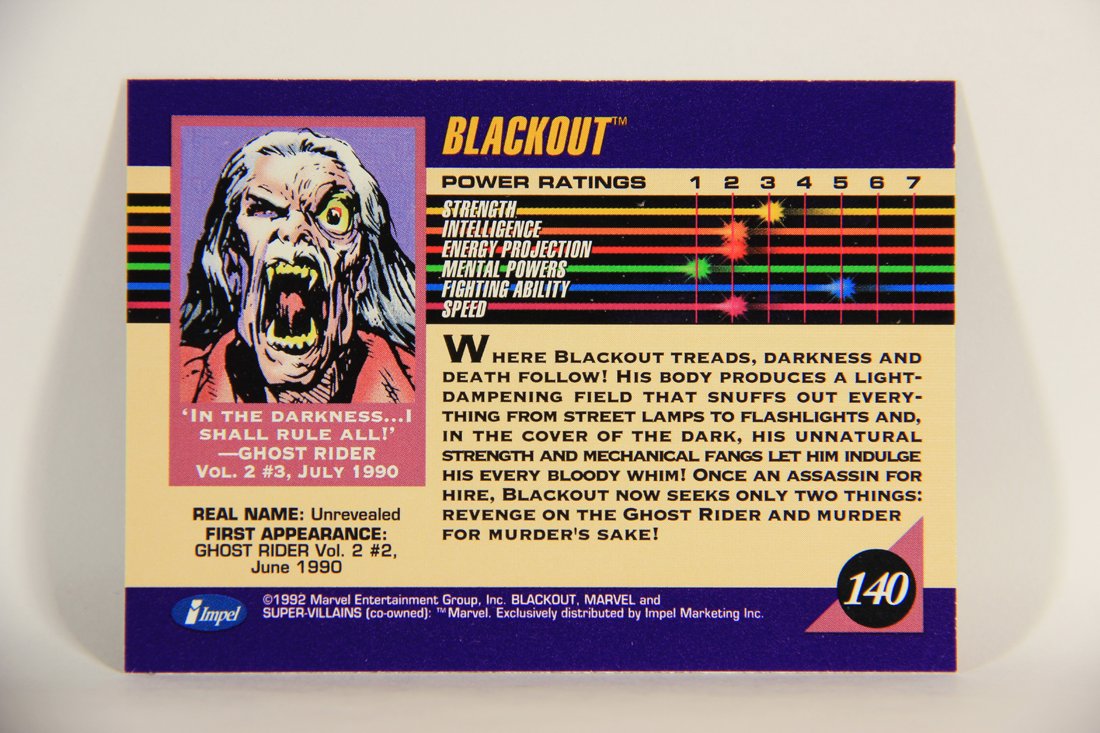 BLACKOUT™
POWER RATINGS 1 2 3 4 5 6 7
STRENGTH
INTELLIGENCE
ENERGY PROJECTION
MENTAL POWERS
FIGHTING ABILITY
SPEED
WHERE BLACKOUT TREADS, DARKNESS AND
DEATH FOLLOW! HIS BODY PRODUCES A LIGHT-
DAMPENING FIELD THAT SNUFFS OUT EVERY-
THING FROM STREET LAMPS TO FLASHLIGHTS AND,
IN THE COVER OF THE DARK, HIS UNNATURAL
STRENGTH AND MECHANICAL FANGS LET HIM INDULGE
HIS EVERY BLOODY WHIM! ONCE AN ASSASSIN FOR
HIRE, BLACKOUT NOW SEEKS ONLY TWO THINGS:
REVENGE ON THE GHOST RIDER AND MURDER
FOR MURDER'S SAKE!
'IN THE DARKNESS...I
SHALL RULE ALL!'
—GHOST RIDER
VOL. 2 #3, JULY 1990
REAL NAME: Unrevealed
FIRST APPEARANCE:
GHOST RIDER Vol. 2 #2,
June 1990
140
Impel
©1992 Marvel Entertainment Group, Inc. BLACKOUT, MARVEL and
SUPER-VILLAINS (co-owned): ™Marvel. Exclusively distributed by Impel Marketing Inc.